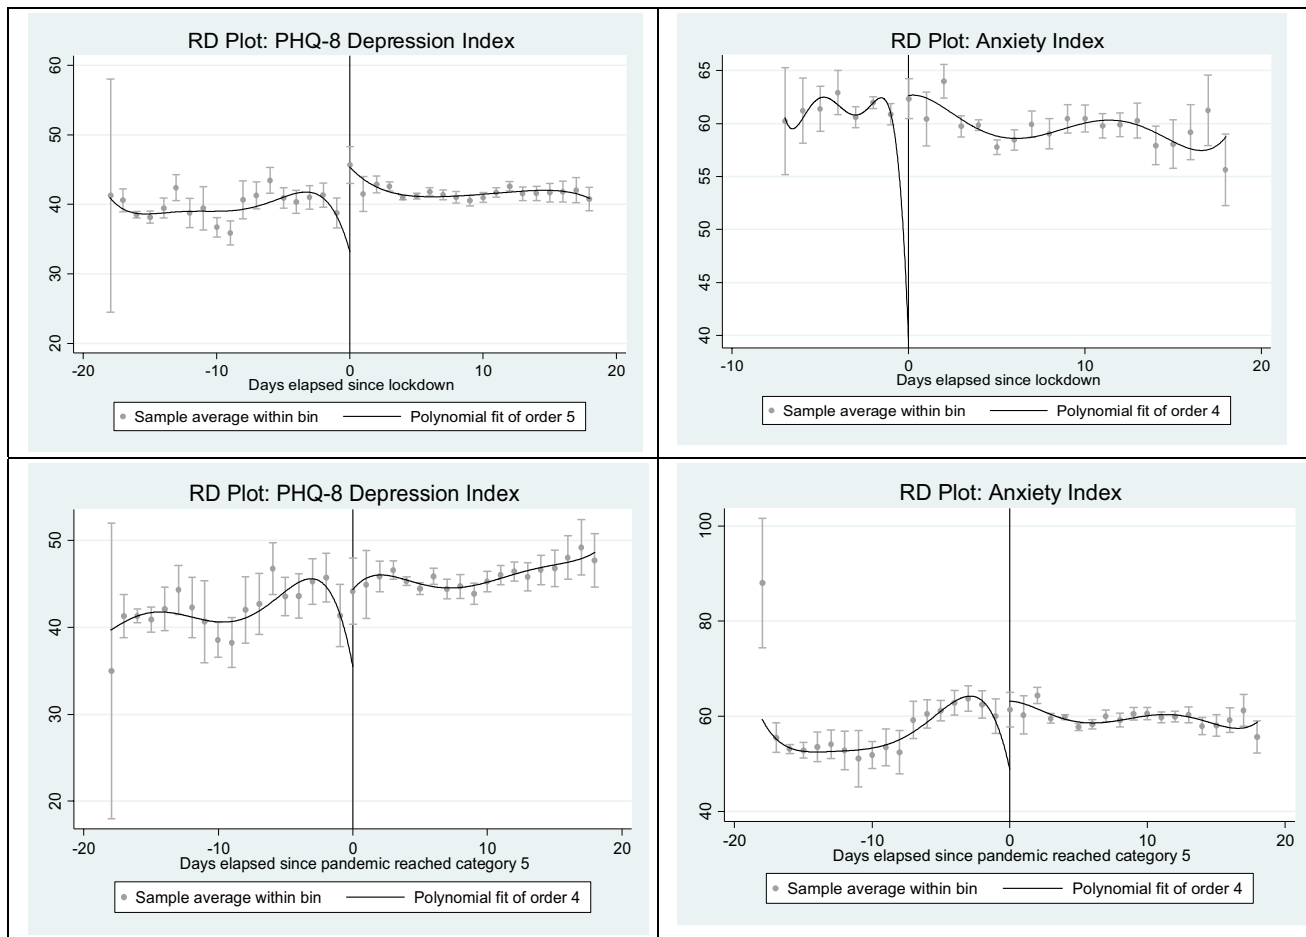 RD Plot: PHQ-8 Depression Index
60
50
40
30
20
-20
-10
0
10
20
Days elapsed since lockdown
Sample average within bin
Polynomial fit of order 5
RD Plot: Anxiety Index
65
60
55
50
45
40
-10
0
10
20
Days elapsed since lockdown
Sample average within bin
Polynomial fit of order 4
RD Plot: PHQ-8 Depression Index
50
40
30
20
-20
-10
0
10
20
Days elapsed since pandemic reached category 5
Sample average within bin
Polynomial fit of order 4
RD Plot: Anxiety Index
100
80
60
40
-20
-10
0
10
20
Days elapsed since pandemic reached category 5
Sample average within bin
Polynomial fit of order 4